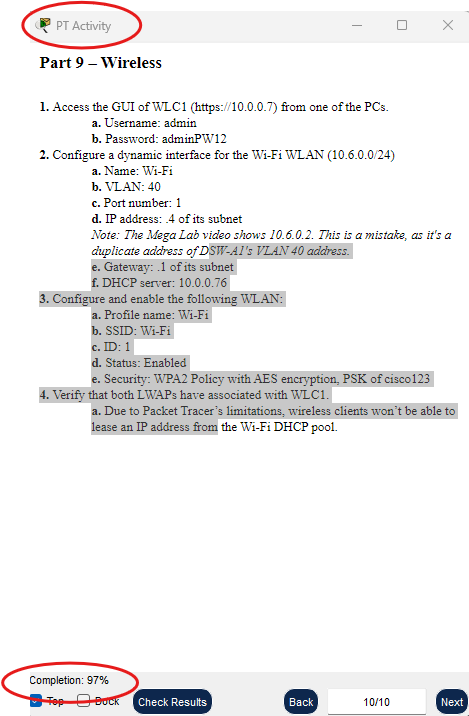 PT Activity
Part 9 – Wireless
1. Access the GUI of WLC1 (https://10.0.0.7) from one of the PCs.
a. Username: admin
b. Password: adminPW12
2. Configure a dynamic interface for the Wi-Fi WLAN (10.6.0.0/24)
a. Name: Wi-Fi
b. VLAN: 40
c. Port number: 1
d. IP address: .4 of its subnet
Note: The Mega Lab video shows 10.6.0.2. This is a mistake, as it's a
duplicate address of DSW-A1's VLAN 40 address.
e. Gateway: .1 of its subnet
f. DHCP server: 10.0.0.76
3. Configure and enable the following WLAN:
a. Profile name: Wi-Fi
b. SSID: Wi-Fi
c. ID: 1
d. Status: Enabled
e. Security: WPA2 Policy with AES encryption, PSK of cisco123
4. Verify that both LWAPs have associated with WLC1.
a. Due to Packet Tracer’s limitations, wireless clients won’t be able to
lease an IP address from the Wi-Fi DHCP pool.
Completion: 97%
Top Dock Check Results Back 10/10 Next